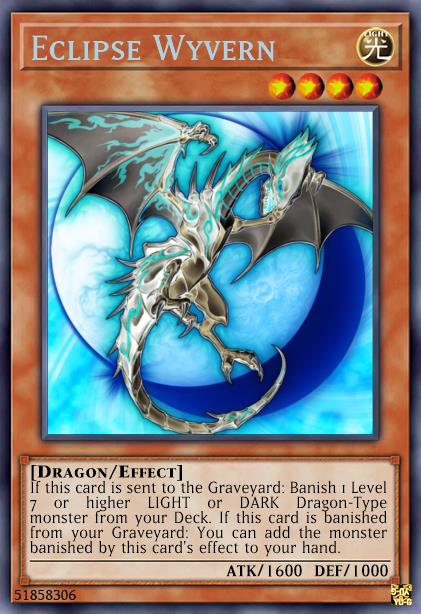 ECLIPSE WYVERN
LIGHT
光
[DRAGON/EFFECT]
If this card is sent to the Graveyard: Banish 1 Level
7 or higher LIGHT or DARK Dragon-Type
monster from your Deck. If this card is banished
from your Graveyard: You can add the monster
banished by this card's effect to your hand.
ATK/1600 DEF/1000
51858306